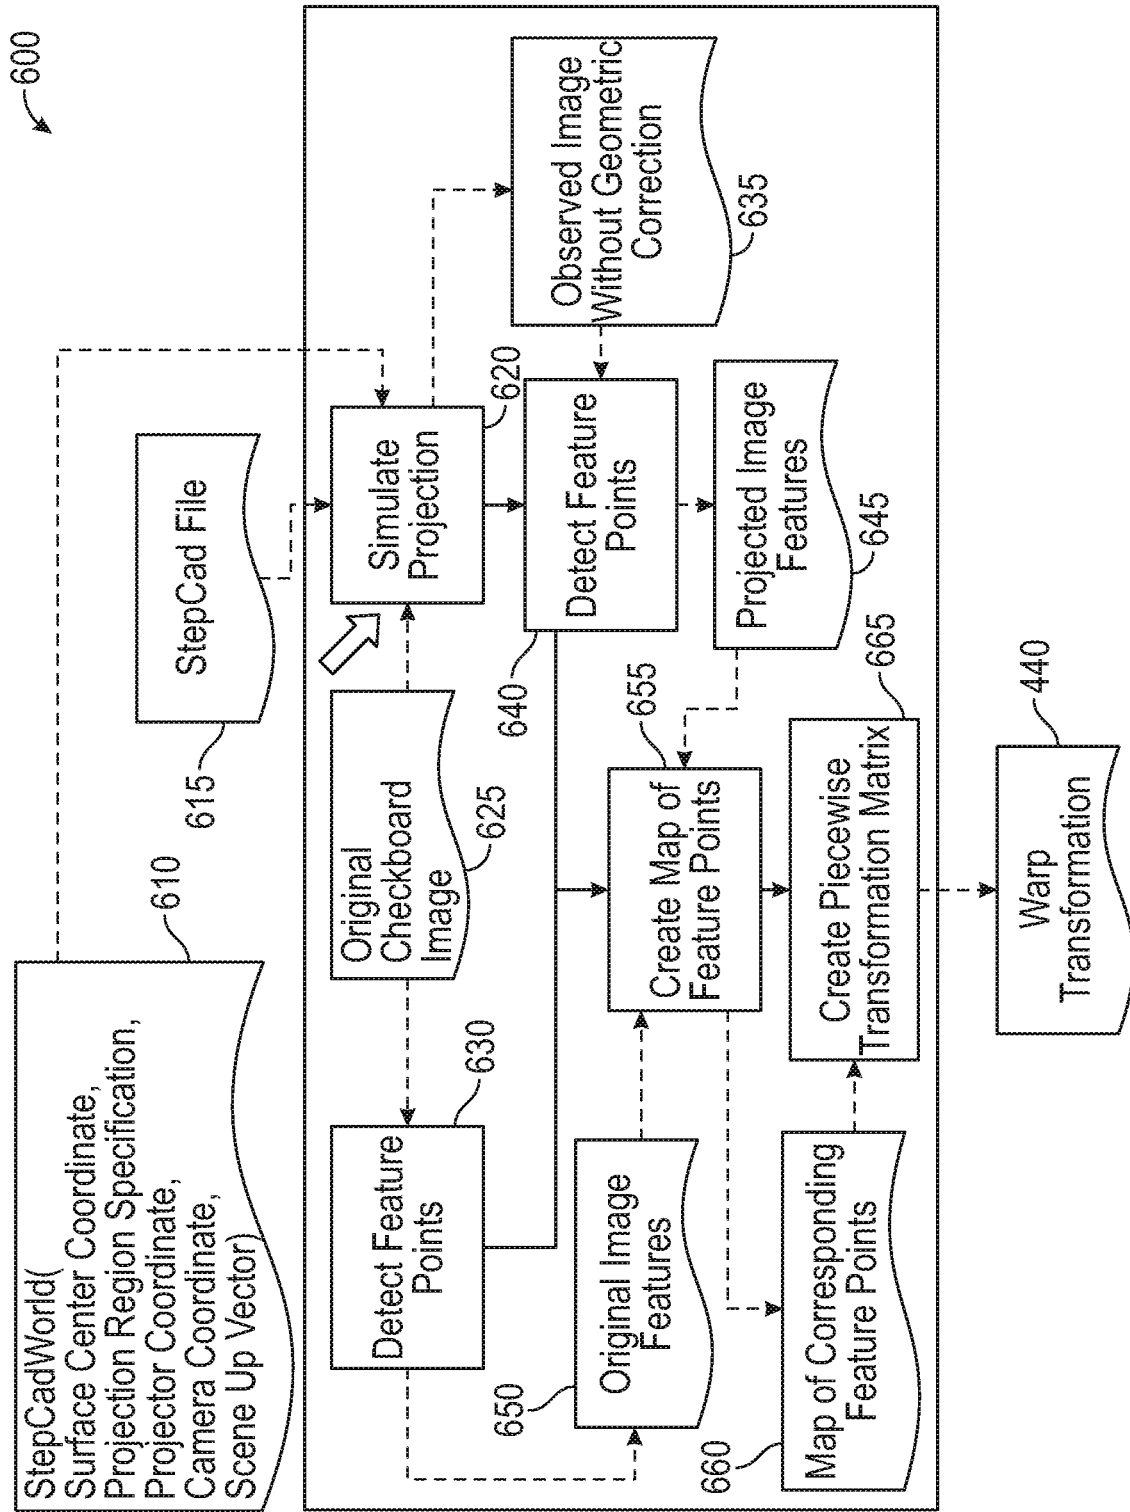 600
StepCadWorld(
Surface Center Coordinate,
Projection Region Specification,
Projector Coordinate,
Camera Coordinate,
Scene Up Vector)
610
StepCad File
615
Original
Checkboard
Image
625
Simulate
Projection
620
Observed Image
Without Geometric
Correction
635
Detect Feature
Points
630
Detect Feature
Points
640
Original Image
Features
650
Create Map of
Feature Points
655
Projected Image
Features
645
Map of Corresponding
Feature Points
660
Create Piecewise
Transformation Matrix
665
Warp
Transformation
440